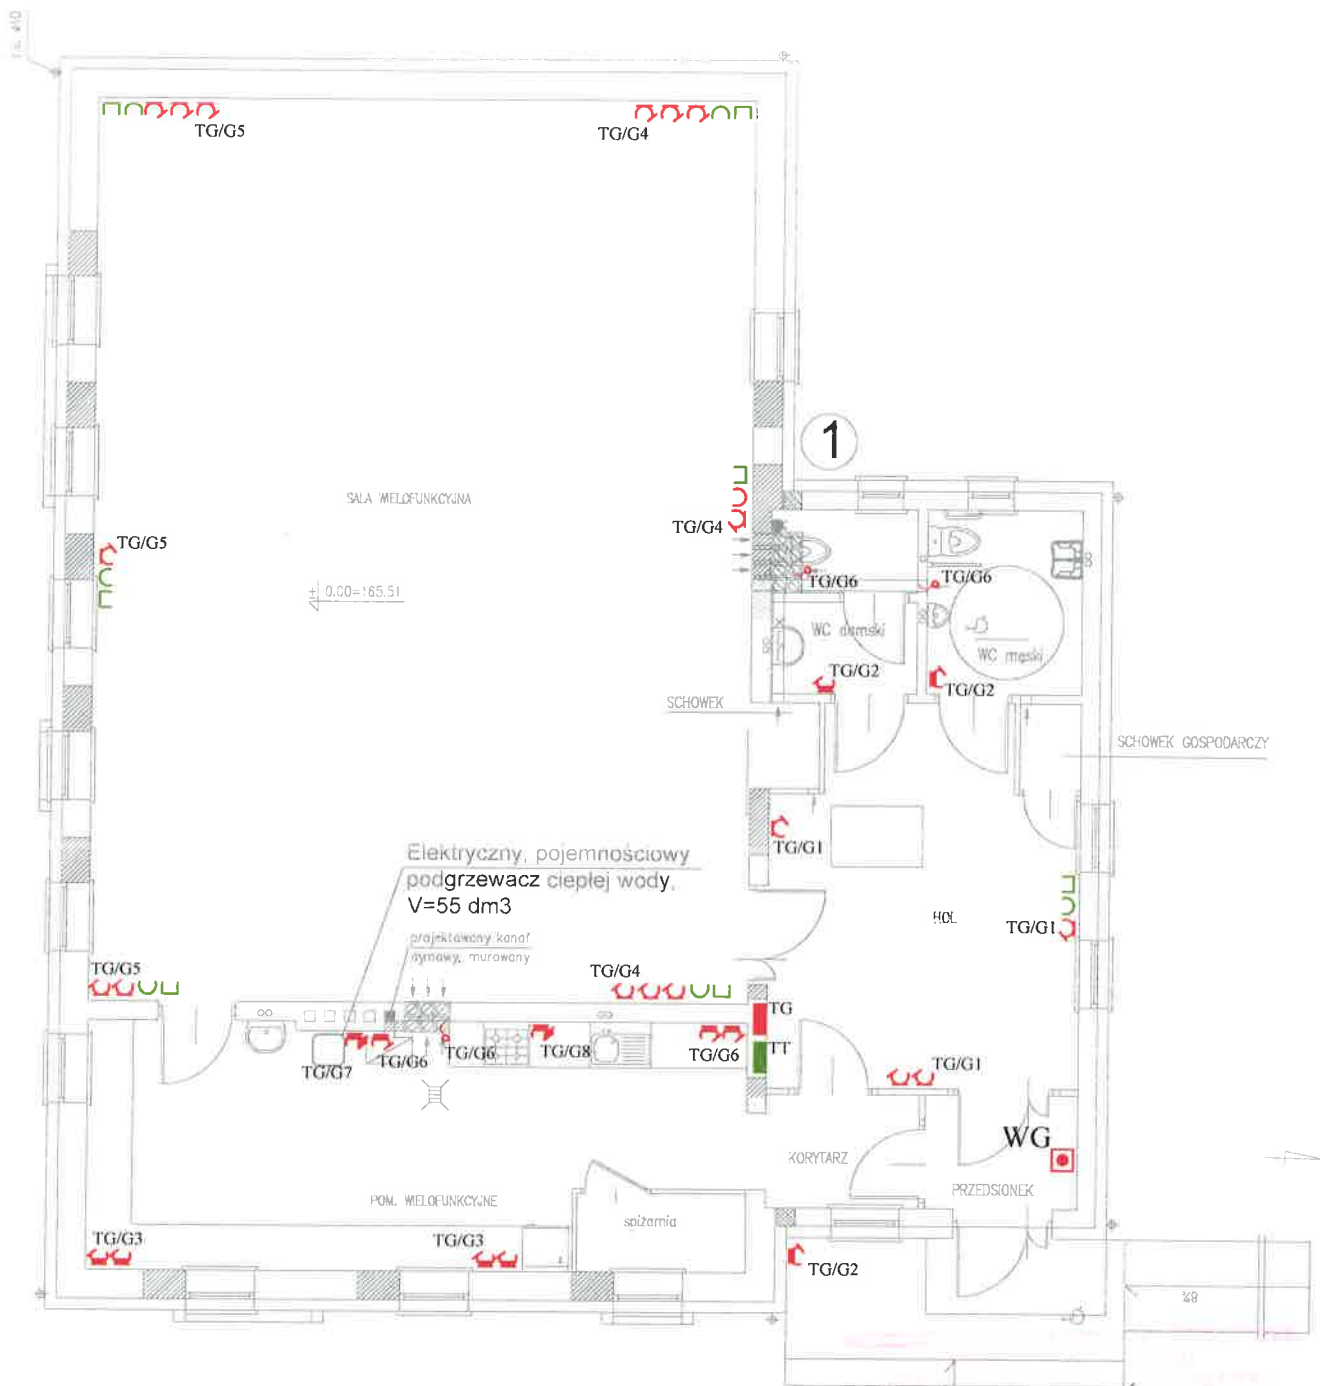 TG/G5
TG/G4
1
SALA WIELOFUNKCYJNA
TG/G4
TG/G5
TG/G6
TG/G6
± 0.00=165.51
WC damski
WC męski
TG/G2
TG/G2
SCHOWEK
SCHOWEK GOSPODARCZY
TG/G1
Elektryczny, pojemnościowy
podgrzewacz ciepłej wody,
V=55 dm3
HOL
TG/G1
projektowany kanał
dymowy, murowany
TG/G5
TG/G4
TG
TT
TG/G7
TG/G6
TG/G6
TG/G8
TG/G6
TG/G1
WG
KORYTARZ
PRZEDSIONEK
POM. WIELOFUNKCYJNE
spiżarnia
TG/G3
TG/G3
TG/G2
8%